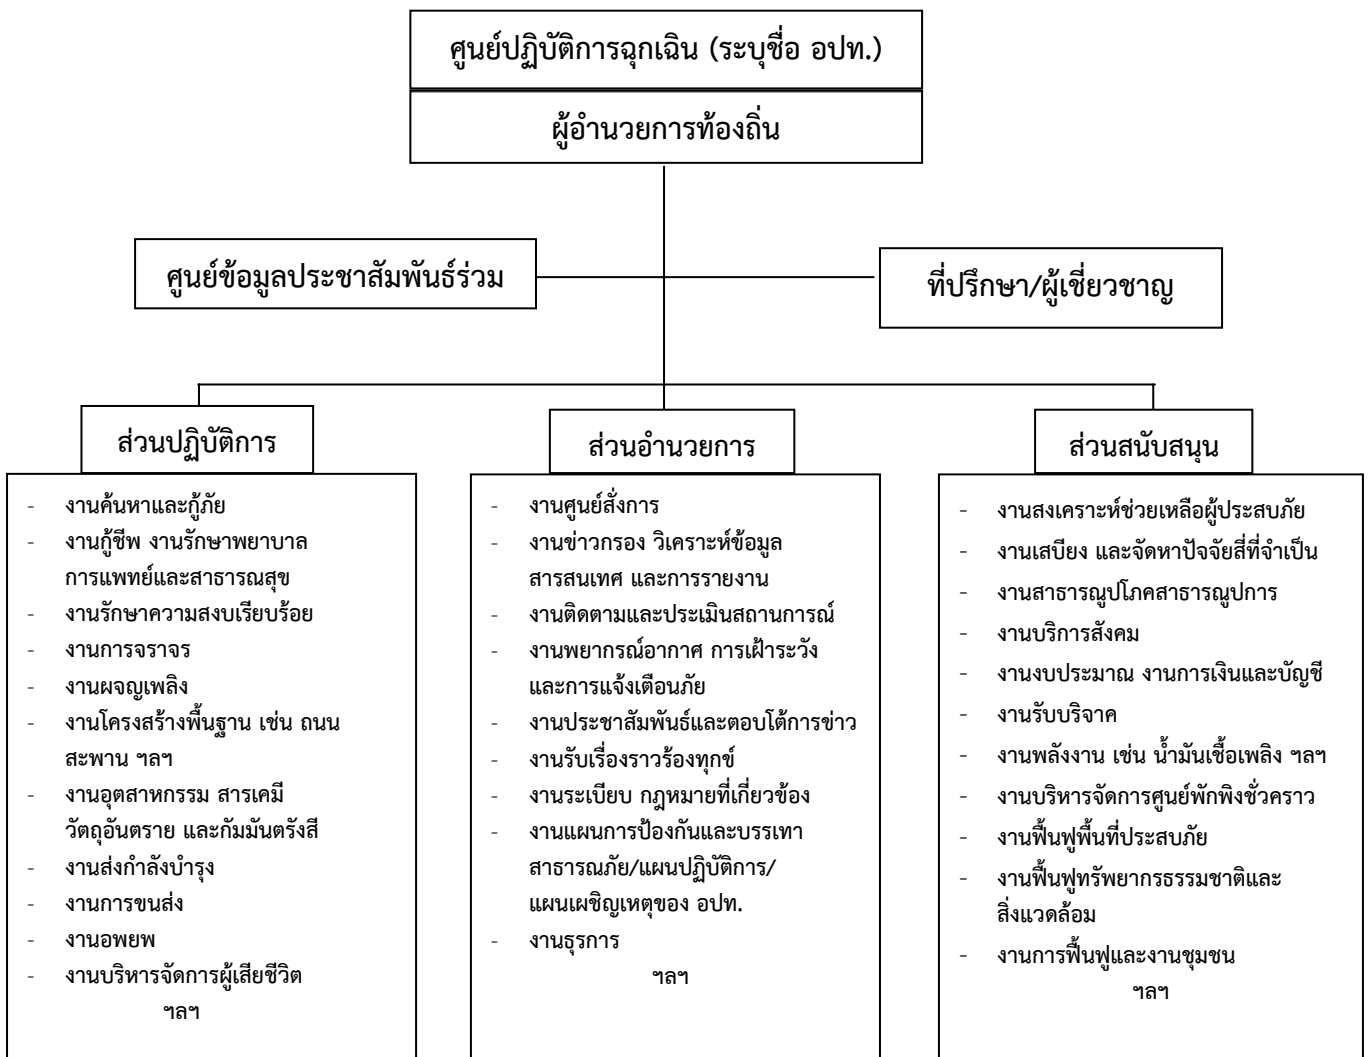 ศูนย์ปฏิบัติการฉุกเฉิน (ระบุชื่อ อปท.)
ผู้อำนวยการท้องถิ่น
ศูนย์ข้อมูลประชาสัมพันธ์ร่วม
ที่ปรึกษา/ผู้เชี่ยวชาญ
ส่วนปฏิบัติการ
- งานค้นหาและกู้ภัย
- งานกู้ชีพ งานรักษาพยาบาล
การแพทย์และสาธารณสุข
- งานรักษาความสงบเรียบร้อย
- งานการจราจร
- งานผจญเพลิง
- งานโครงสร้างพื้นฐาน เช่น ถนน
สะพาน ฯลฯ
- งานอุตสาหกรรม สารเคมี
วัตถุอันตราย และกัมมันตรังสี
- งานส่งกำลังบำรุง
- งานการขนส่ง
- งานอพยพ
- งานบริหารจัดการผู้เสียชีวิต
ฯลฯ
ส่วนอำนวยการ
- งานศูนย์สั่งการ
- งานข่าวกรอง วิเคราะห์ข้อมูล
สารสนเทศ และการรายงาน
- งานติดตามและประเมินสถานการณ์
- งานพยากรณ์อากาศ การเฝ้าระวัง
และการแจ้งเตือนภัย
- งานประชาสัมพันธ์และตอบโต้การข่าว
- งานรับเรื่องราวร้องทุกข์
- งานระเบียบ กฎหมายที่เกี่ยวข้อง
- งานแผนการป้องกันและบรรเทา
สาธารณภัย/แผนปฏิบัติการ/
แผนเผชิญเหตุของ อปท.
- งานธุรการ
ฯลฯ
ส่วนสนับสนุน
- งานสงเคราะห์ช่วยเหลือผู้ประสบภัย
- งานเสบียง และจัดหาปัจจัยสี่ที่จำเป็น
- งานสาธารณูปโภคสาธารณูปการ
- งานบริการสังคม
- งานงบประมาณ งานการเงินและบัญชี
- งานรับบริจาค
- งานพลังงาน เช่น น้ำมันเชื้อเพลิง ฯลฯ
- งานบริหารจัดการศูนย์พักพิงชั่วคราว
- งานฟื้นฟูพื้นที่ประสบภัย
- งานฟื้นฟูทรัพยากรธรรมชาติและ
สิ่งแวดล้อม
- งานการฟื้นฟูและงานชุมชน
ฯลฯ